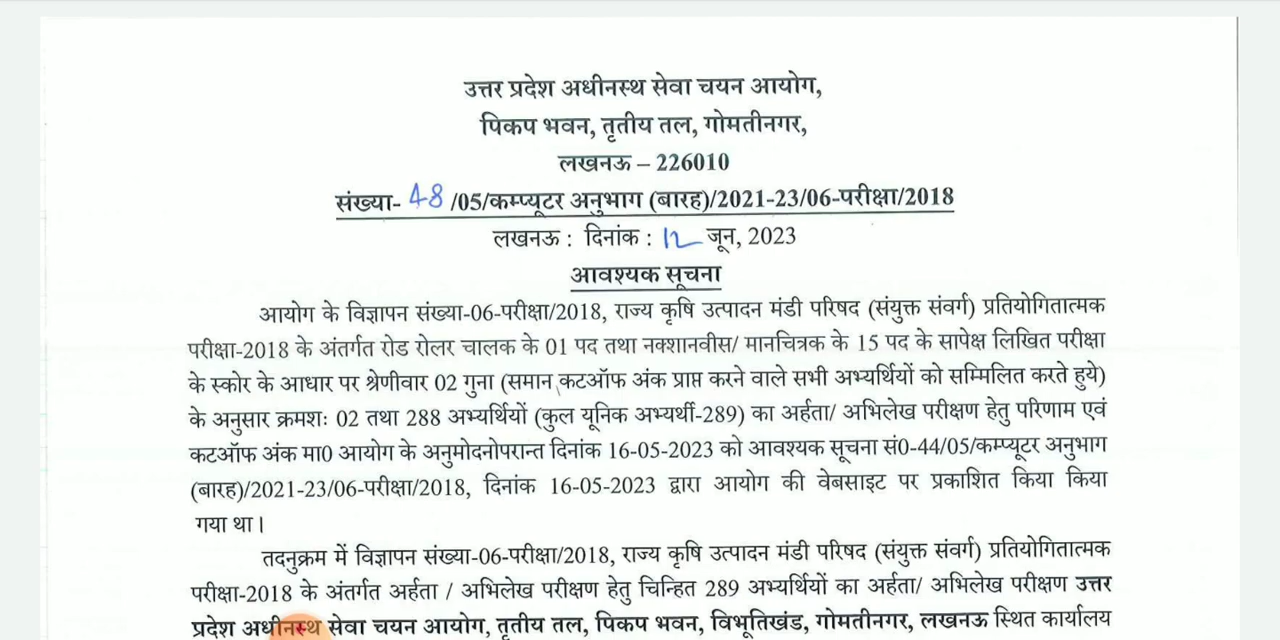 उत्तर प्रदेश अधीनस्थ सेवा चयन आयोग,
पिकप भवन, तृतीय तल, गोमतीनगर,
लखनऊ – 226010
संख्या- 48 /05/कम्प्यूटर अनुभाग (बारह)/2021-23/06-परीक्षा/2018
लखनऊ : दिनांक : 12 जून, 2023
आवश्यक सूचना
आयोग के विज्ञापन संख्या-06-परीक्षा/2018, राज्य कृषि उत्पादन मंडी परिषद (संयुक्त संवर्ग) प्रतियोगितात्मक
परीक्षा-2018 के अंतर्गत रोड रोलर चालक के 01 पद तथा नक्शानवीस/ मानचित्रक के 15 पद के सापेक्ष लिखित परीक्षा
के स्कोर के आधार पर श्रेणीवार 02 गुना (समान कटऑफ अंक प्राप्त करने वाले सभी अभ्यर्थियों को सम्मिलित करते हुये)
के अनुसार क्रमशः 02 तथा 288 अभ्यर्थियों (कुल यूनिक अभ्यर्थी-289) का अर्हता/ अभिलेख परीक्षण हेतु परिणाम एवं
कटऑफ अंक मा0 आयोग के अनुमोदनोपरान्त दिनांक 16-05-2023 को आवश्यक सूचना सं0-44/05/कम्प्यूटर अनुभाग
(बारह)/2021-23/06-परीक्षा/2018, दिनांक 16-05-2023 द्वारा आयोग की वेबसाइट पर प्रकाशित किया किया
गया था।
तदनुक्रम में विज्ञापन संख्या-06-परीक्षा/2018, राज्य कृषि उत्पादन मंडी परिषद (संयुक्त संवर्ग) प्रतियोगितात्मक
परीक्षा-2018 के अंतर्गत अर्हता / अभिलेख परीक्षण हेतु चिन्हित 289 अभ्यर्थियों का अर्हता/ अभिलेख परीक्षण उत्तर
प्रदेश अधीनस्थ सेवा चयन आयोग, तृतीय तल, पिकप भवन, विभूतिखंड, गोमतीनगर, लखनऊ स्थित कार्यालय